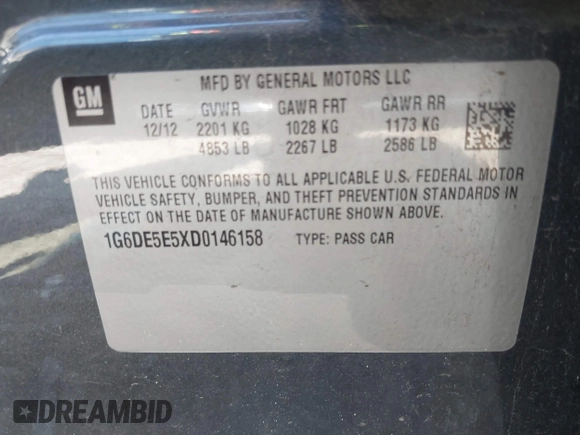 GM
MFD BY GENERAL MOTORS LLC
DATE GVWR GAWR FRT GAWR RR
12/12 2201 KG 1028 KG 1173 KG
4853 LB 2267 LB 2586 LB
THIS VEHICLE CONFORMS TO ALL APPLICABLE U.S. FEDERAL MOTOR
VEHICLE SAFETY, BUMPER, AND THEFT PREVENTION STANDARDS IN
EFFECT ON THE DATE OF MANUFACTURE SHOWN ABOVE.
1G6DE5E5XD0146158 TYPE: PASS CAR
DREAMBID